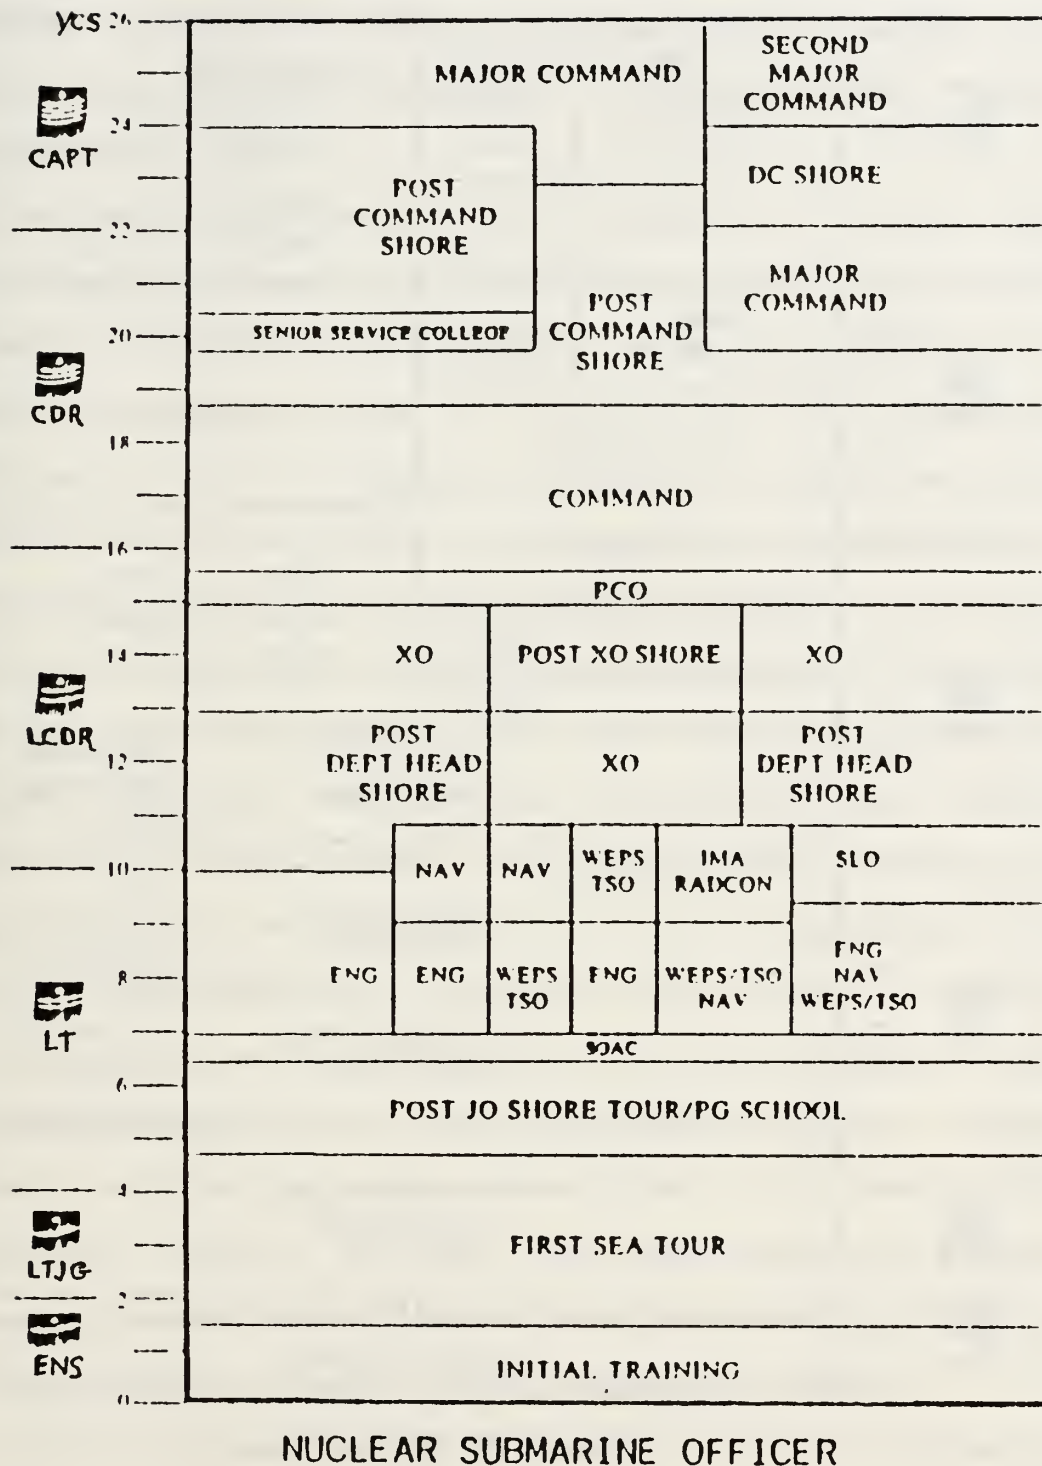 YCS 26
MAJOR COMMAND
SECOND
MAJOR
COMMAND
CAPT
24
POST
COMMAND
SHORE
DC SHORE
22
MAJOR
COMMAND
POST
COMMAND
SHORE
SENIOR SERVICE COLLEGE
20
CDR
18
COMMAND
16
PCO
XO
POST XO SHORE
XO
14
LCDR
POST
DEPT HEAD
SHORE
XO
POST
DEPT HEAD
SHORE
12
10
NAV
NAV
WEPS
TSO
IMA
RADCON
SLO
8
ENG
ENG
WEPS
TSO
ENG
WEPS/TSO
NAV
ENG
NAV
WEPS/TSO
LT
SOAC
6
POST JO SHORE TOUR/PG SCHOOL
4
LTJG
FIRST SEA TOUR
2
ENS
INITIAL TRAINING
0
NUCLEAR SUBMARINE OFFICER